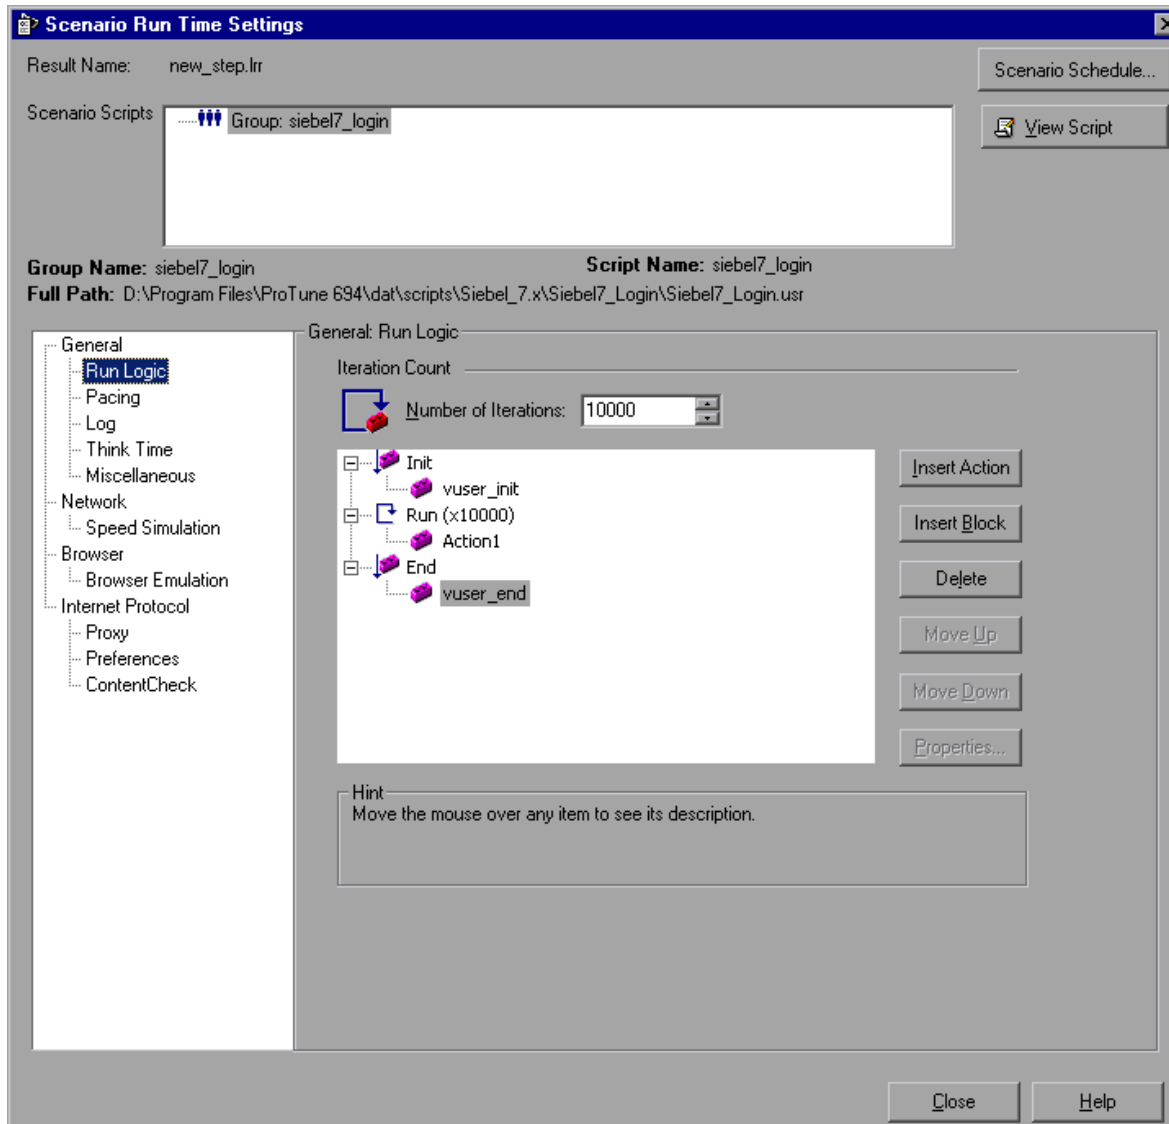 Scenario Run Time Settings
Result Name: new_step.lrr
Scenario Schedule...
Scenario Scripts
Group: siebel7_login
View Script
Group Name: siebel7_login
Script Name: siebel7_login
Full Path: D:\Program Files\ProTune 694\dat\scripts\Siebel_7.x\Siebel7_Login\Siebel7_Login.usr
General
Run Logic
Pacing
Log
Think Time
Miscellaneous
Network
Speed Simulation
Browser
Browser Emulation
Internet Protocol
Proxy
Preferences
ContentCheck
General: Run Logic
Iteration Count
Number of Iterations: 10000
Init
vuser_init
Run (x10000)
Action1
End
vuser_end
Insert Action
Insert Block
Delete
Move Up
Move Down
Properties...
Hint
Move the mouse over any item to see its description.
Close
Help